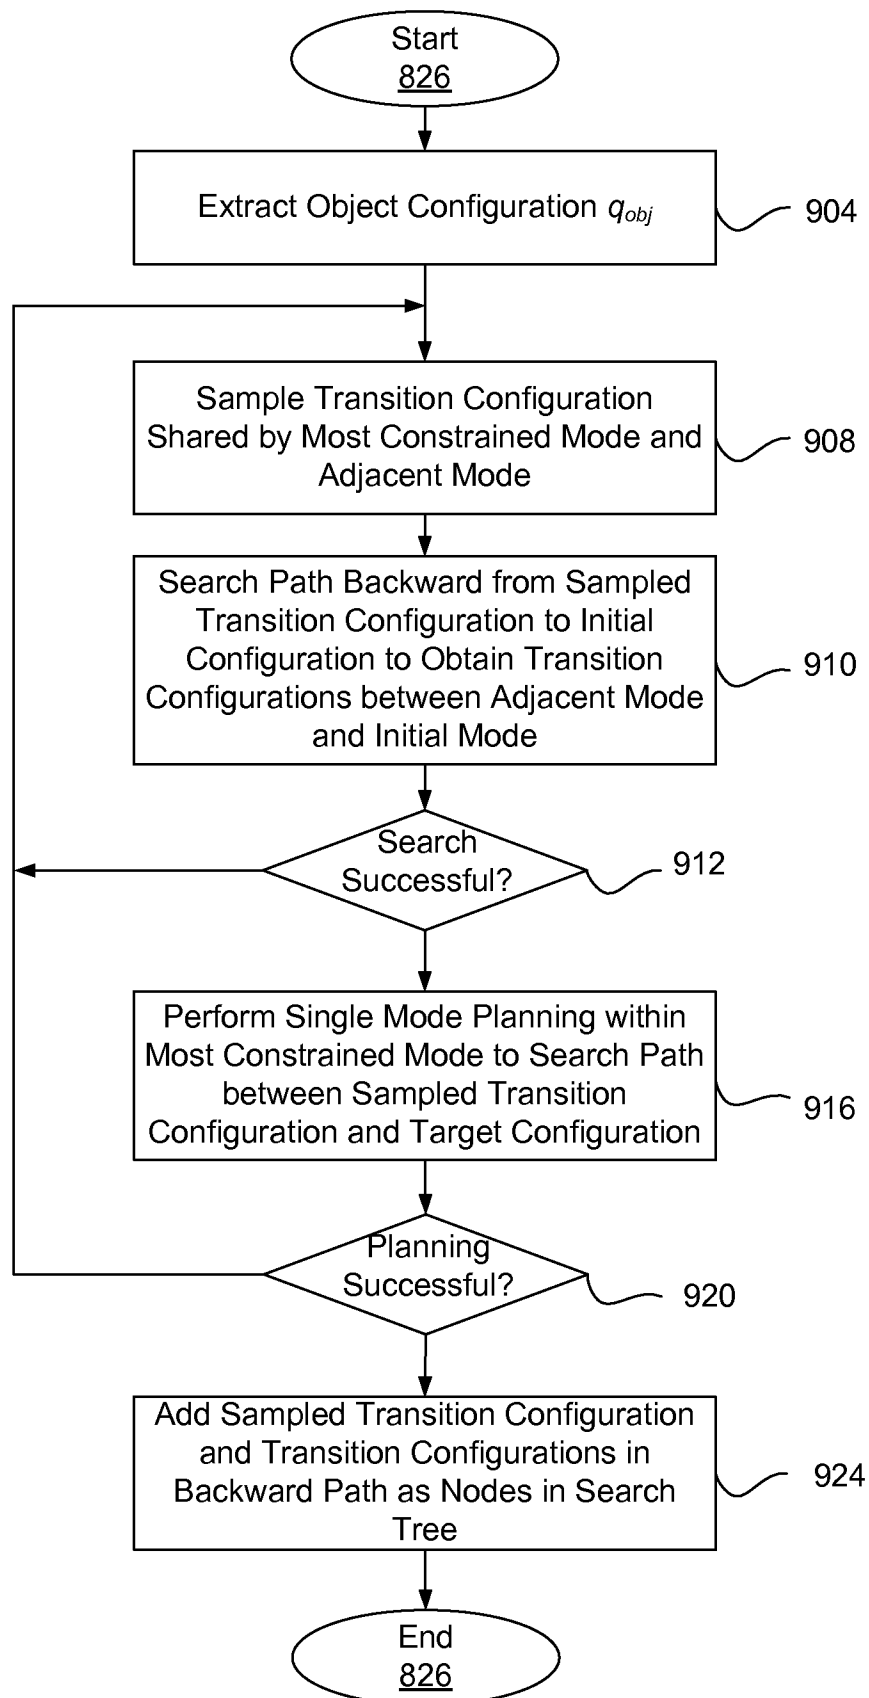 Start
826
Extract Object Configuration qobj
904
Sample Transition Configuration
Shared by Most Constrained Mode and
Adjacent Mode
908
Search Path Backward from Sampled
Transition Configuration to Initial
Configuration to Obtain Transition
Configurations between Adjacent Mode
and Initial Mode
910
Search
Successful?
912
Perform Single Mode Planning within
Most Constrained Mode to Search Path
between Sampled Transition
Configuration and Target Configuration
916
Planning
Successful?
920
Add Sampled Transition Configuration
and Transition Configurations in
Backward Path as Nodes in Search
Tree
924
End
826